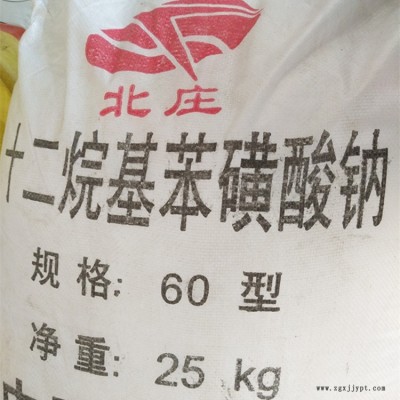 北庄
十二烷基苯磺酸钠
规格: 60 型
净重: 25 kg
www.zgxjjypt.com